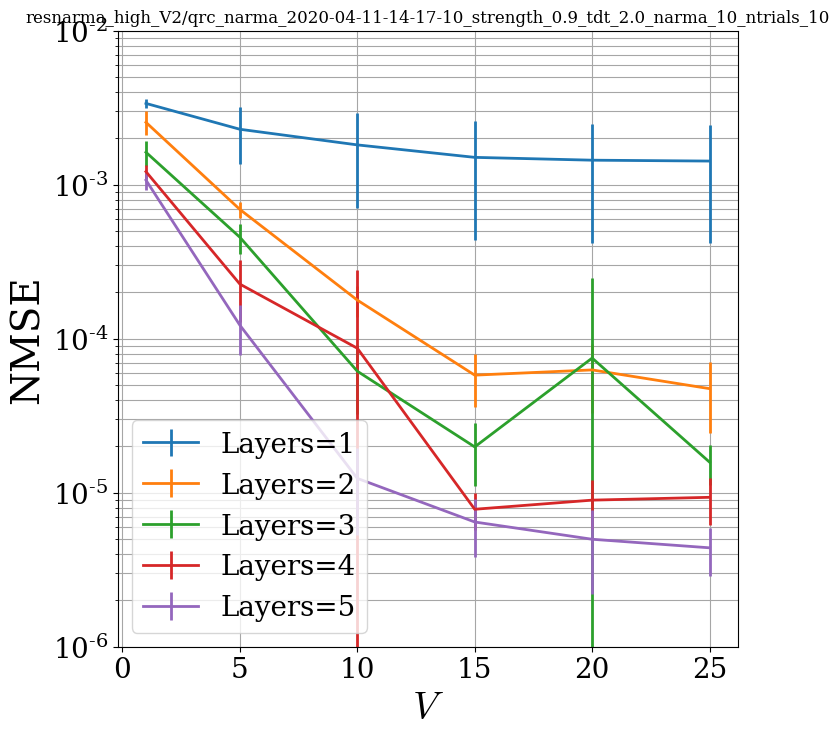 resnarma_high_V2/qrc_narma_2020-04-11-14-17-10_strength_0.9_tdt_2.0_narma_10_ntrials_10
10-2
10-3
10-4
10-5
10-6
NMSE
Layers=1
Layers=2
Layers=3
Layers=4
Layers=5
0 5 10 15 20 25
V